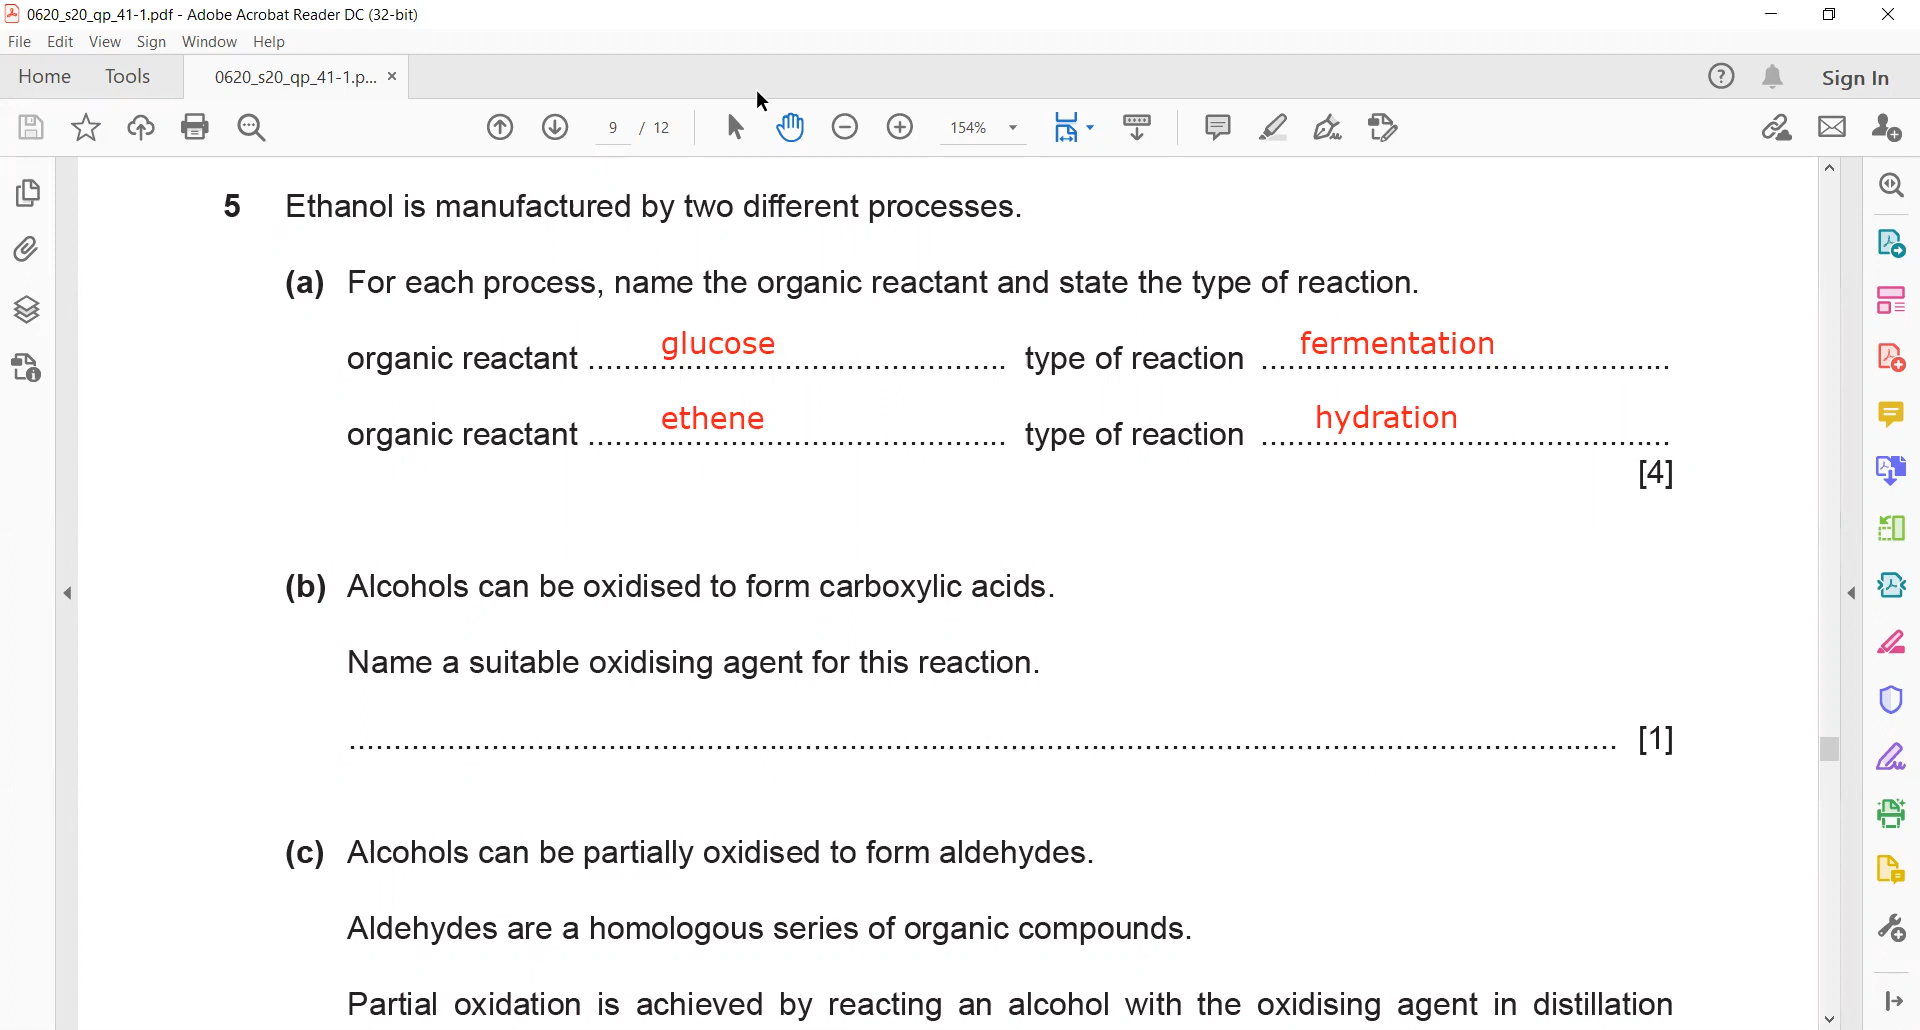 0620_s20_qp_41-1.pdf - Adobe Acrobat Reader DC (32-bit)
File Edit View Sign Window Help
Home Tools 0620_s20_qp_41-1.p... × Sign In
9 / 12 154%
5 Ethanol is manufactured by two different processes.
(a) For each process, name the organic reactant and state the type of reaction.
organic reactant ..... glucose ..... type of reaction ..... fermentation .....
organic reactant ..... ethene ..... type of reaction ..... hydration .....
[4]
(b) Alcohols can be oxidised to form carboxylic acids.
Name a suitable oxidising agent for this reaction.
..... [1]
(c) Alcohols can be partially oxidised to form aldehydes.
Aldehydes are a homologous series of organic compounds.
Partial oxidation is achieved by reacting an alcohol with the oxidising agent in distillation